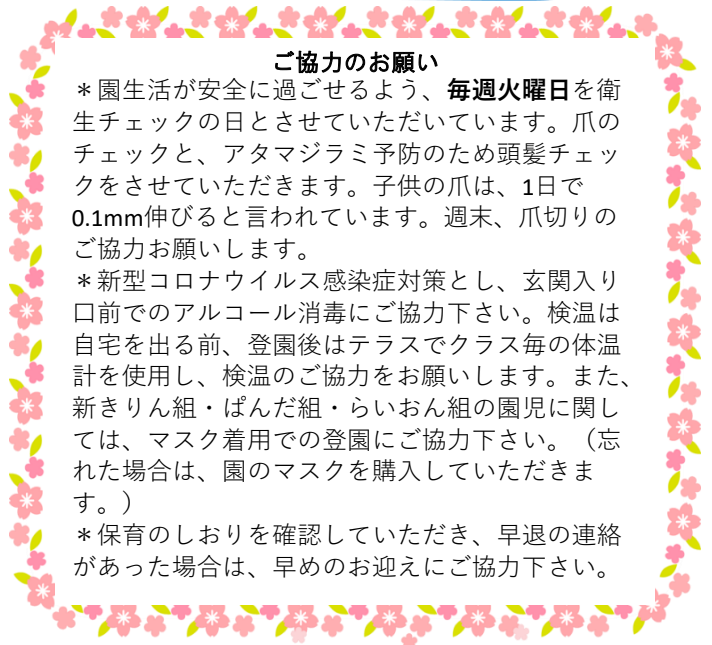 ご協力のお願い
＊園生活が安全に過ごせるよう、毎週火曜日を衛
生チェックの日とさせていただいています。爪の
チェックと、アタマジラミ予防のため頭髪チェッ
クをさせていただきます。子供の爪は、1日で
0.1mm伸びると言われています。週末、爪切りの
ご協力お願いします。
＊新型コロナウイルス感染症対策とし、玄関入り
口前でのアルコール消毒にご協力下さい。検温は
自宅を出る前、登園後はテラスでクラス毎の体温
計を使用し、検温のご協力をお願いします。また、
新きりん組・ぱんだ組・らいおん組の園児に関し
ては、マスク着用での登園にご協力下さい。（忘
れた場合は、園のマスクを購入していただきま
す。）
＊保育のしおりを確認していただき、早退の連絡
があった場合は、早めのお迎えにご協力下さい。